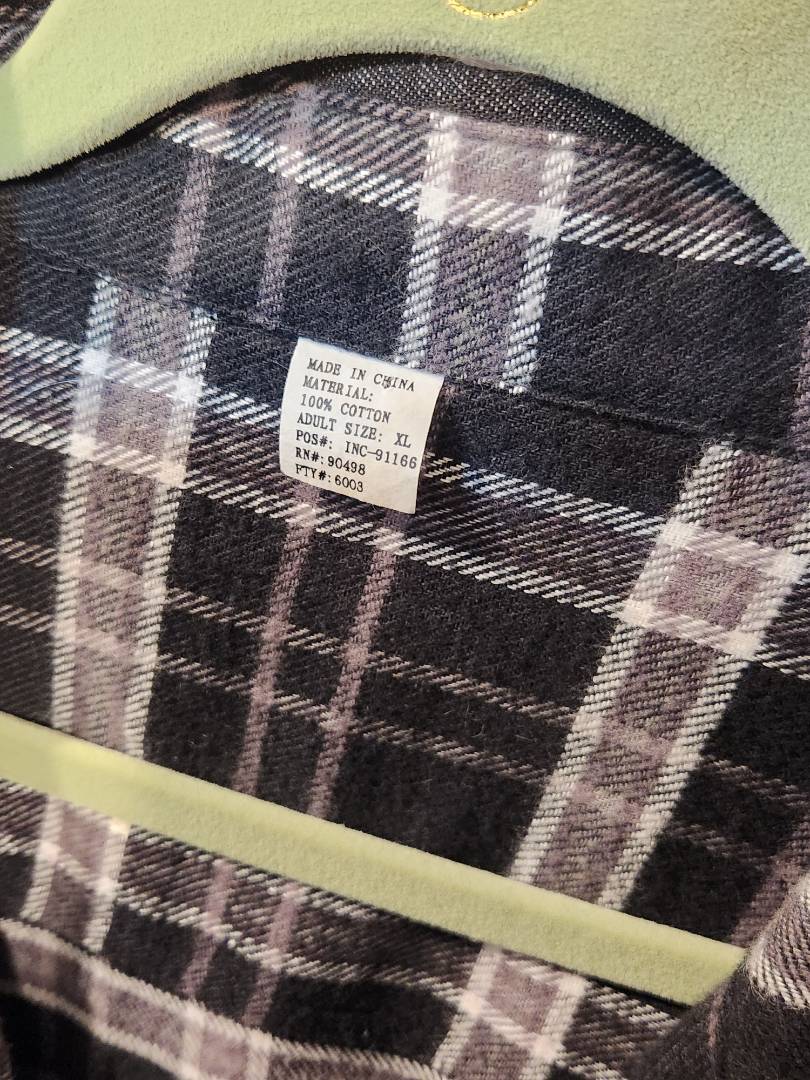 MADE IN CHINA
MATERIAL:
100% COTTON
ADULT SIZE: XL
POS#: INC-91166
RN#: 90498
FTY#: 6003